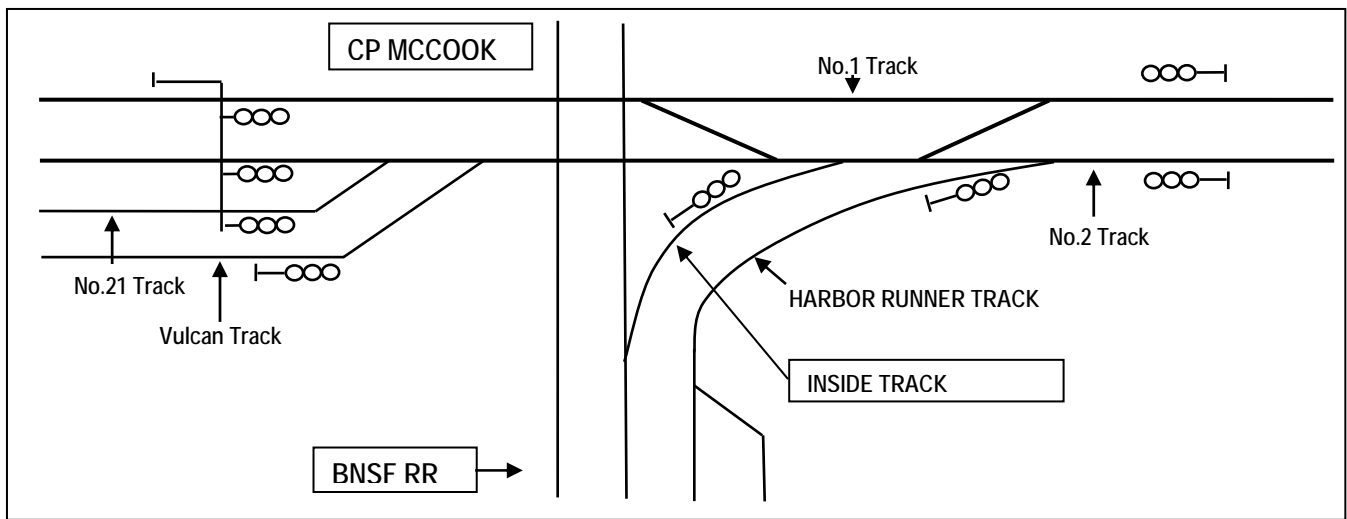 CP MCCOOK
No.1 Track
No.2 Track
No.21 Track
HARBOR RUNNER TRACK
Vulcan Track
INSIDE TRACK
BNSF RR